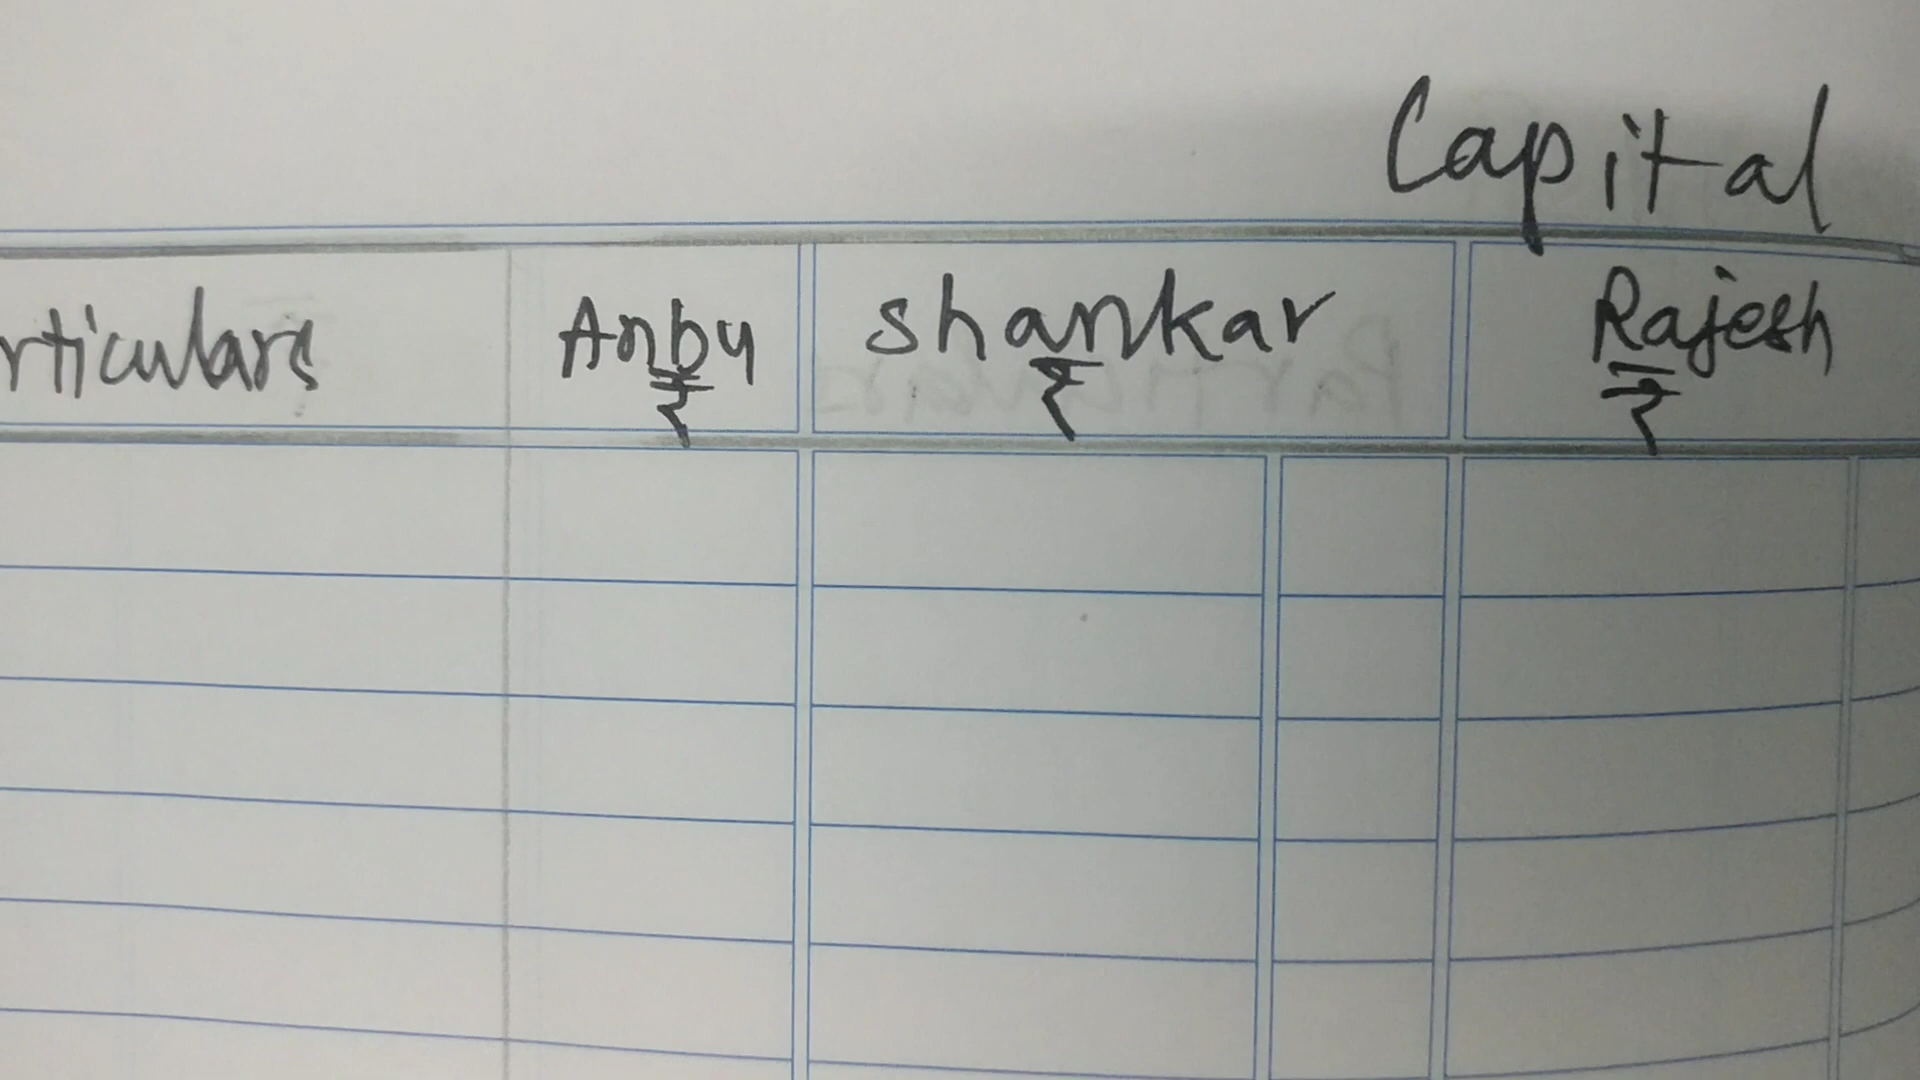 Capital
rticulars Anbu shankar Rajesh
₹ ₹ ₹